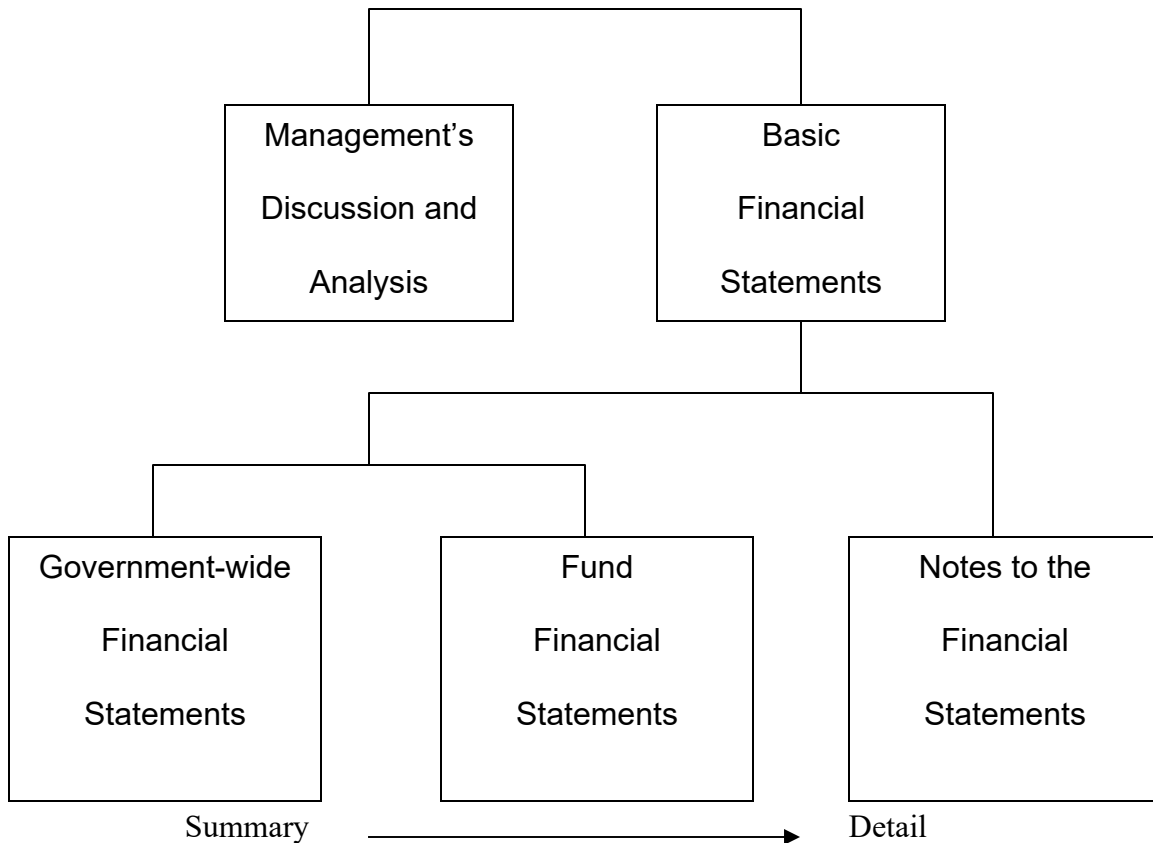 Management’s
Discussion and
Analysis
Basic
Financial
Statements
Government-wide
Financial
Statements
Fund
Financial
Statements
Notes to the
Financial
Statements
Summary
Detail